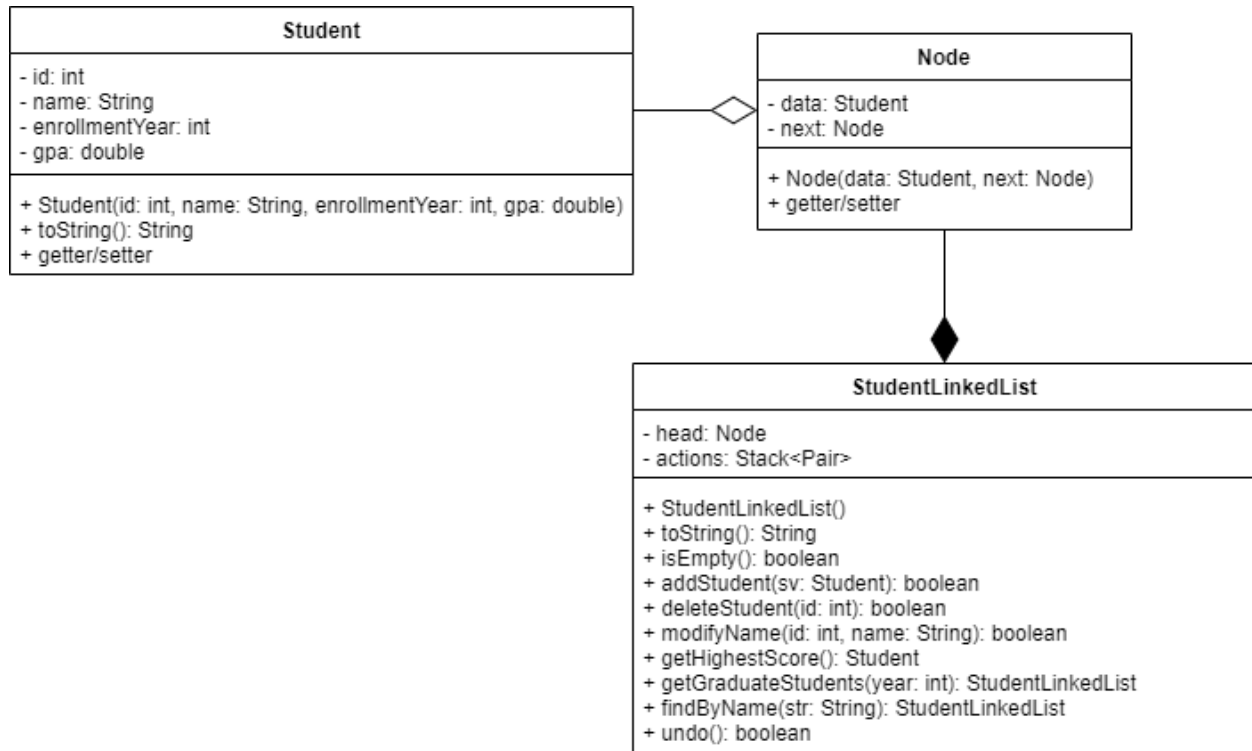 Student
- id: int
- name: String
- enrollmentYear: int
- gpa: double
+ Student(id: int, name: String, enrollmentYear: int, gpa: double)
+ toString(): String
+ getter/setter
Node
- data: Student
- next: Node
+ Node(data: Student, next: Node)
+ getter/setter
StudentLinkedList
- head: Node
- actions: Stack<Pair>
+ StudentLinkedList()
+ toString(): String
+ isEmpty(): boolean
+ addStudent(sv: Student): boolean
+ deleteStudent(id: int): boolean
+ modifyName(id: int, name: String): boolean
+ getHighestScore(): Student
+ getGraduateStudents(year: int): StudentLinkedList
+ findByName(str: String): StudentLinkedList
+ undo(): boolean